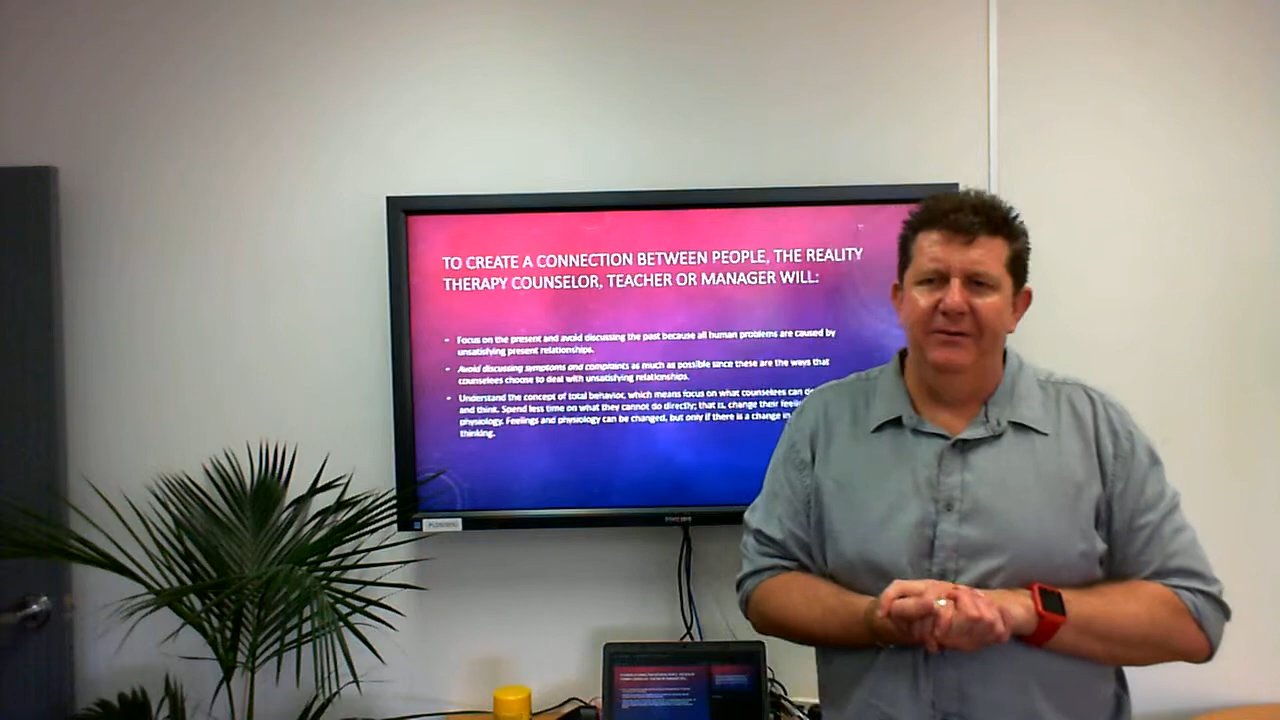 TO CREATE A CONNECTION BETWEEN PEOPLE, THE REALITY
THERAPY COUNSELOR, TEACHER OR MANAGER WILL:
• Focus on the present and avoid discussing the past because all human problems are caused by
unsatisfying present relationships.
• Avoid discussing symptoms and complaints as much as possible since these are the ways that
counselees choose to deal with unsatisfying relationships.
• Understand the concept of total behavior, which means focus on what counselees can do
and think. Spend less time on what they cannot do directly; that is, change their
physiology. Feelings and physiology can be changed, but only if there is a change in
thinking.